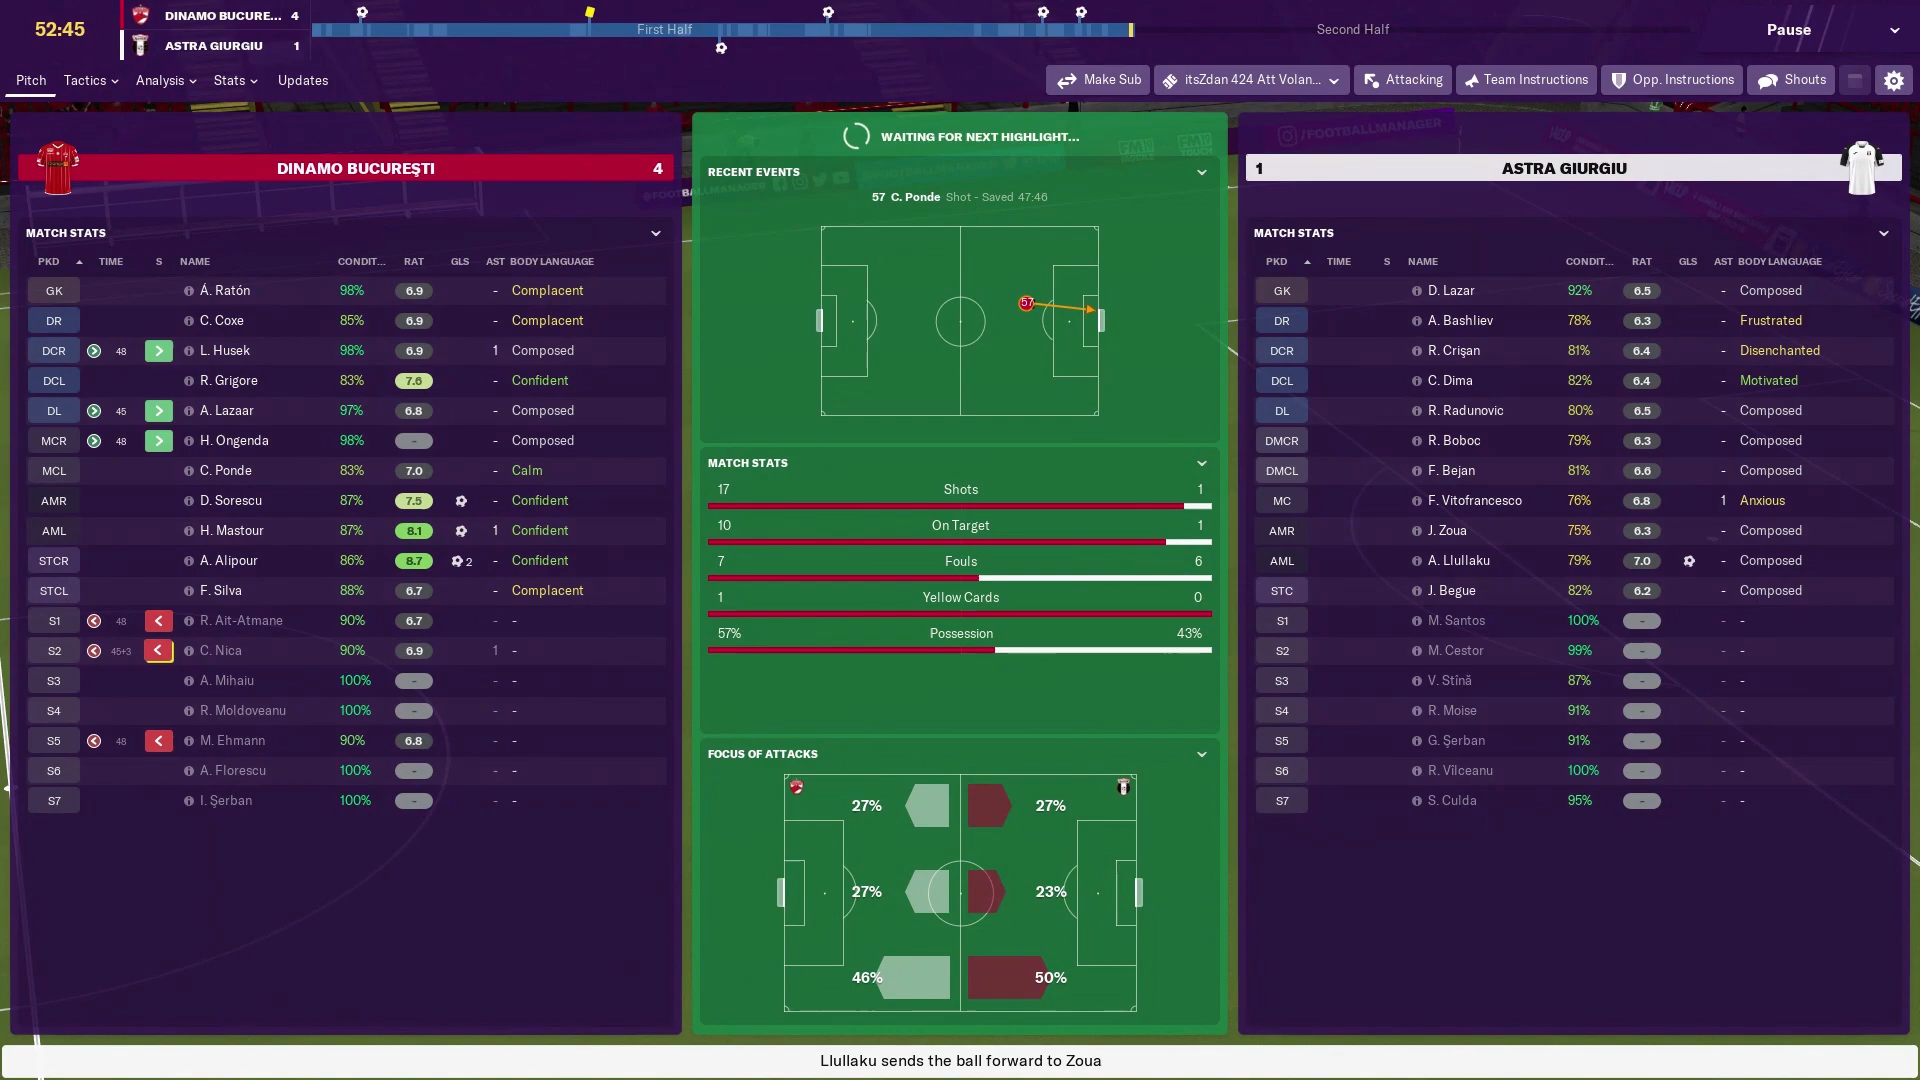 52:45
DINAMO BUCURE... 4
ASTRA GIURGIU 1
First Half
Second Half
Pause
Pitch Tactics Analysis Stats Updates
Make Sub
itsZdan 424 Att Volan...
Attacking
Team Instructions
Opp. Instructions
Shouts
DINAMO BUCUREŞTI 4
MATCH STATS
PKD TIME S NAME CONDIT... RAT GLS AST BODY LANGUAGE
GK Á. Ratón 98% 6.9 - Complacent
DR C. Coxe 85% 6.9 - Complacent
DCR 48 L. Husek 98% 6.9 1 Composed
DCL R. Grigore 83% 7.6 - Confident
DL 45 A. Lazaar 97% 6.8 - Composed
MCR 48 H. Ongenda 98% - - Composed
MCL C. Ponde 83% 7.0 - Calm
AMR D. Sorescu 87% 7.5 - Confident
AML H. Mastour 87% 8.1 1 Confident
STCR A. Alipour 86% 8.7 2 - Confident
STCL F. Silva 88% 6.7 - Complacent
S1 48 R. Ait-Atmane 90% 6.7 - -
S2 45+3 C. Nica 90% 6.9 1 -
S3 A. Mihaiu 100% - - -
S4 R. Moldoveanu 100% - - -
S5 48 M. Ehmann 90% 6.8 - -
S6 A. Florescu 100% - - -
S7 I. Şerban 100% - - -
WAITING FOR NEXT HIGHLIGHT...
RECENT EVENTS
57 C. Ponde Shot - Saved 47:46
57
MATCH STATS
17 Shots 1
10 On Target 1
7 Fouls 6
1 Yellow Cards 0
57% Possession 43%
FOCUS OF ATTACKS
27% 27%
27% 23%
46% 50%
/FOOTBALLMANAGER
1 ASTRA GIURGIU
MATCH STATS
PKD TIME S NAME CONDIT... RAT GLS AST BODY LANGUAGE
GK D. Lazar 92% 6.5 - Composed
DR A. Bashliev 78% 6.3 - Frustrated
DCR R. Crişan 81% 6.4 - Disenchanted
DCL C. Dima 82% 6.4 - Motivated
DL R. Radunovic 80% 6.5 - Composed
DMCR R. Boboc 79% 6.3 - Composed
DMCL F. Bejan 81% 6.6 - Composed
MC F. Vitofrancesco 76% 6.8 1 Anxious
AMR J. Zoua 75% 6.3 - Composed
AML A. Llullaku 79% 7.0 - Composed
STC J. Begue 82% 6.2 - Composed
S1 M. Santos 100% - - -
S2 M. Cestor 99% - - -
S3 V. Stînă 87% - - -
S4 R. Moise 91% - - -
S5 G. Şerban 91% - - -
S6 R. Vîlceanu 100% - - -
S7 S. Culda 95% - - -
Llullaku sends the ball forward to Zoua